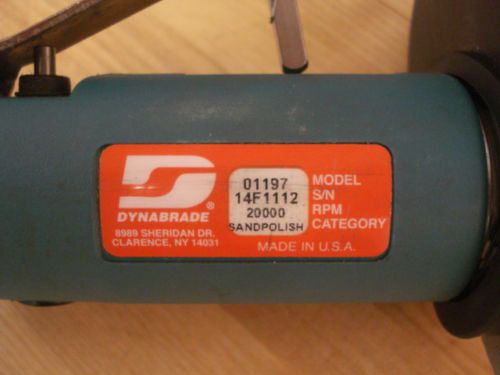 DYNABRADE®
8989 SHERIDAN DR.
CLARENCE, NY 14031
01197 MODEL
14F1112 S/N
20000 RPM
SANDPOLISH CATEGORY
MADE IN U.S.A.